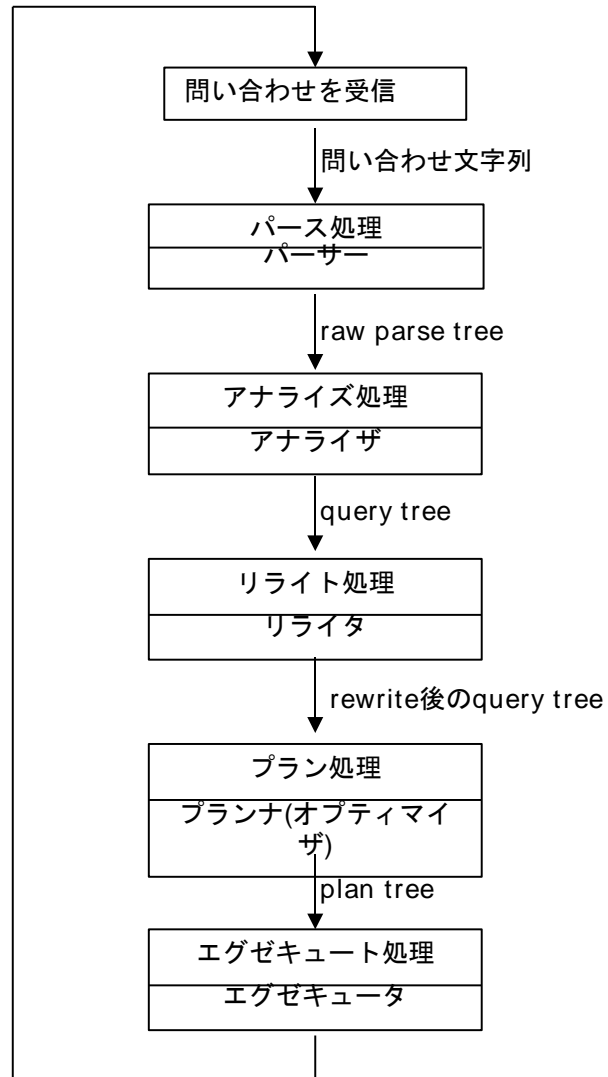 問い合わせを受信
問い合わせ文字列
パース処理
パーサー
raw parse tree
アナライズ処理
アナライザ
query tree
リライト処理
リライタ
rewrite後のquery tree
プラン処理
プランナ(オプティマイ
ザ)
plan tree
エグゼキュート処理
エグゼキュータ